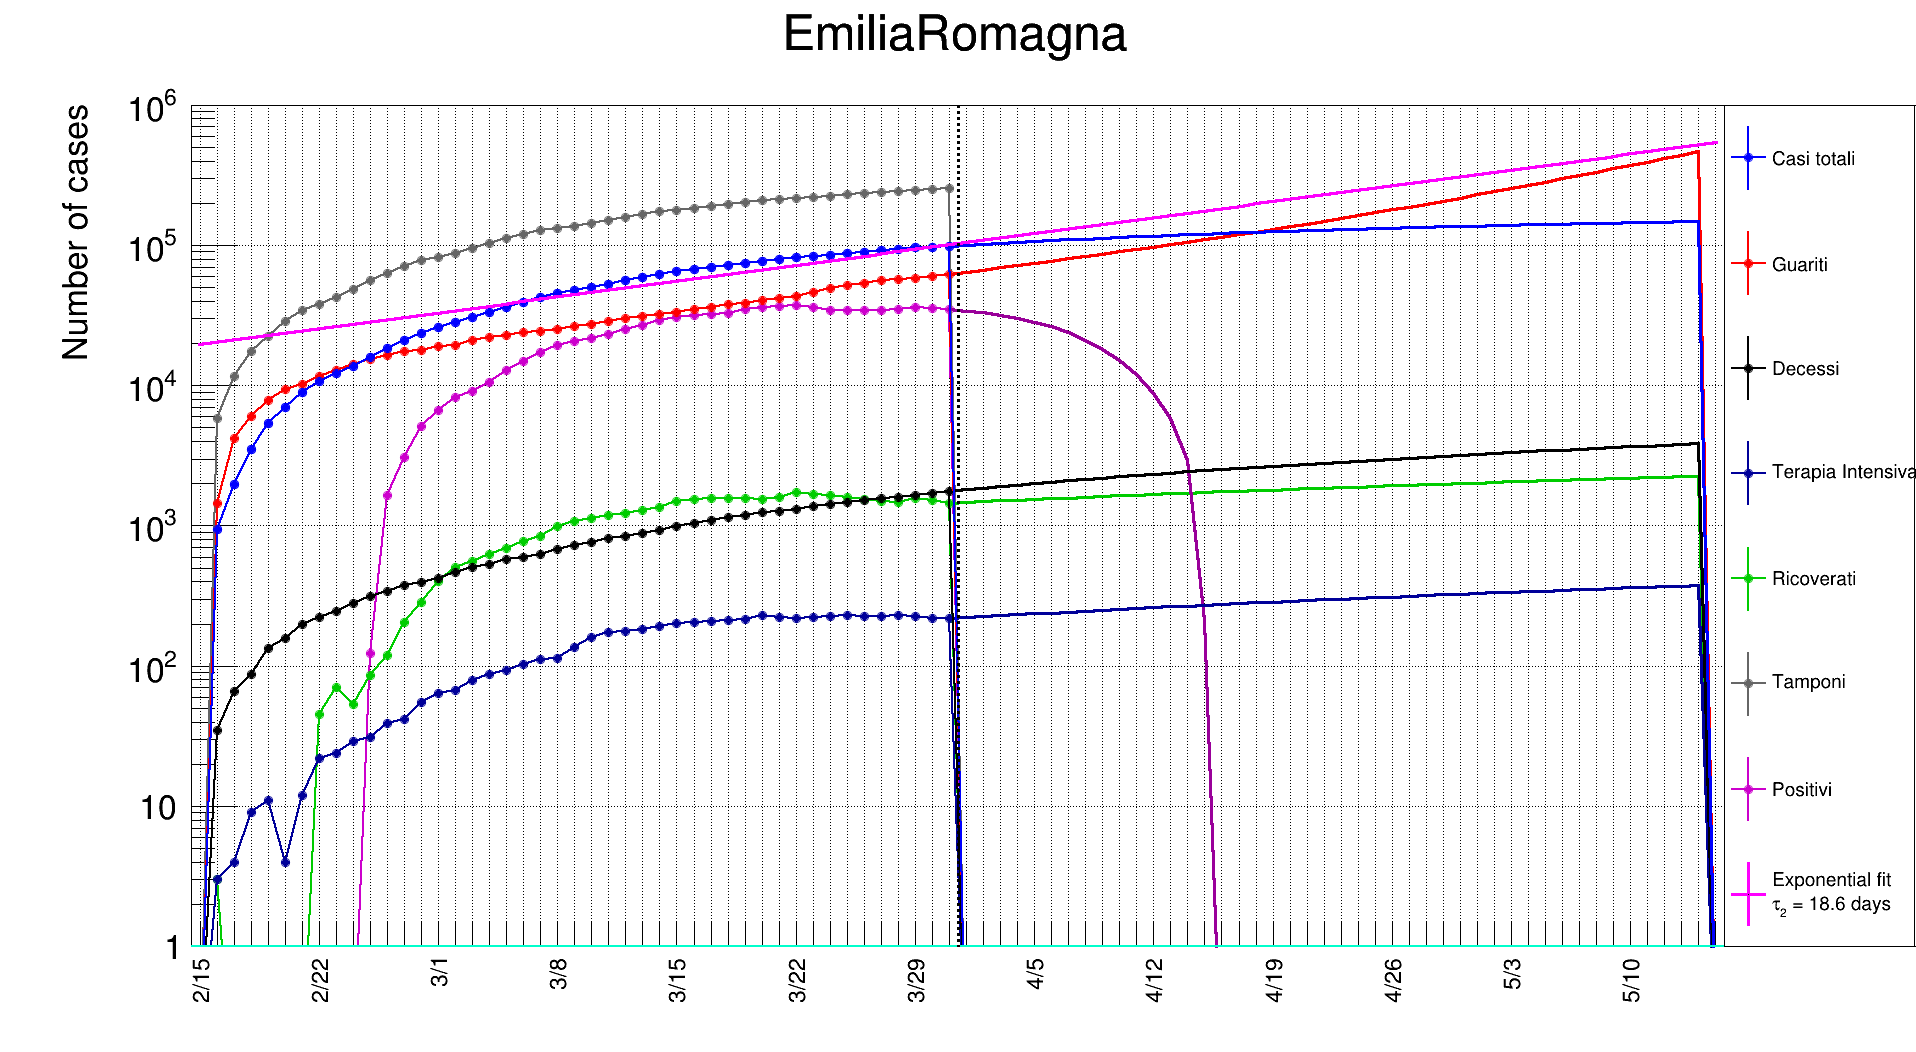 EmiliaRomagna
Number of cases
10^6
10^5
10^4
10^3
10^2
10
1
2/15
2/22
3/1
3/8
3/15
3/22
3/29
4/5
4/12
4/19
4/26
5/3
5/10
Casi totali
Guariti
Decessi
Terapia Intensiva
Ricoverati
Tamponi
Positivi
Exponential fit
τ_2 = 18.6 days